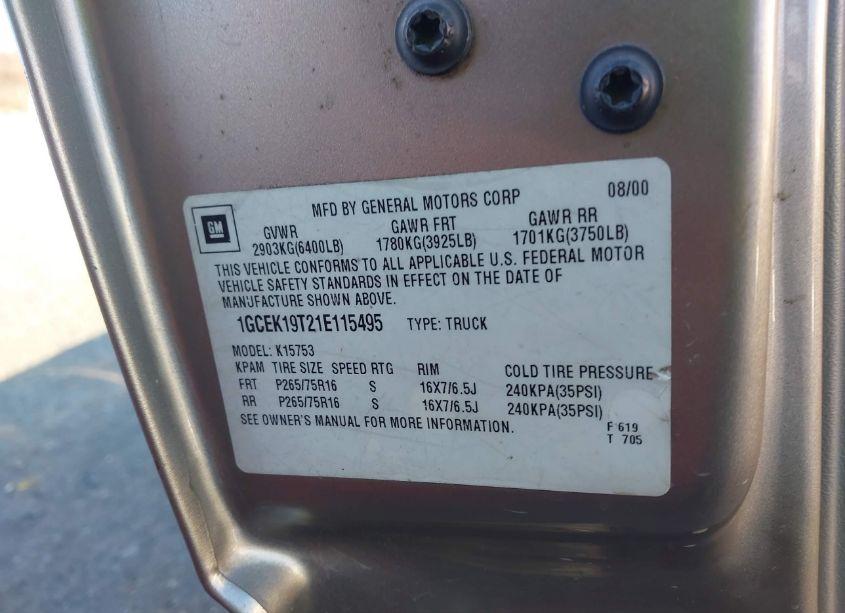 MFD BY GENERAL MOTORS CORP 08/00
GM
GVWR GAWR FRT GAWR RR
2903KG(6400LB) 1780KG(3925LB) 1701KG(3750LB)
THIS VEHICLE CONFORMS TO ALL APPLICABLE U.S. FEDERAL MOTOR
VEHICLE SAFETY STANDARDS IN EFFECT ON THE DATE OF
MANUFACTURE SHOWN ABOVE.
1GCEK19T21E115495 TYPE: TRUCK
MODEL: K15753
KPAM TIRE SIZE SPEED RTG RIM COLD TIRE PRESSURE
FRT P265/75R16 S 16X7/6.5J 240KPA(35PSI)
RR P265/75R16 S 16X7/6.5J 240KPA(35PSI)
SEE OWNER'S MANUAL FOR MORE INFORMATION.
F 619
T 705